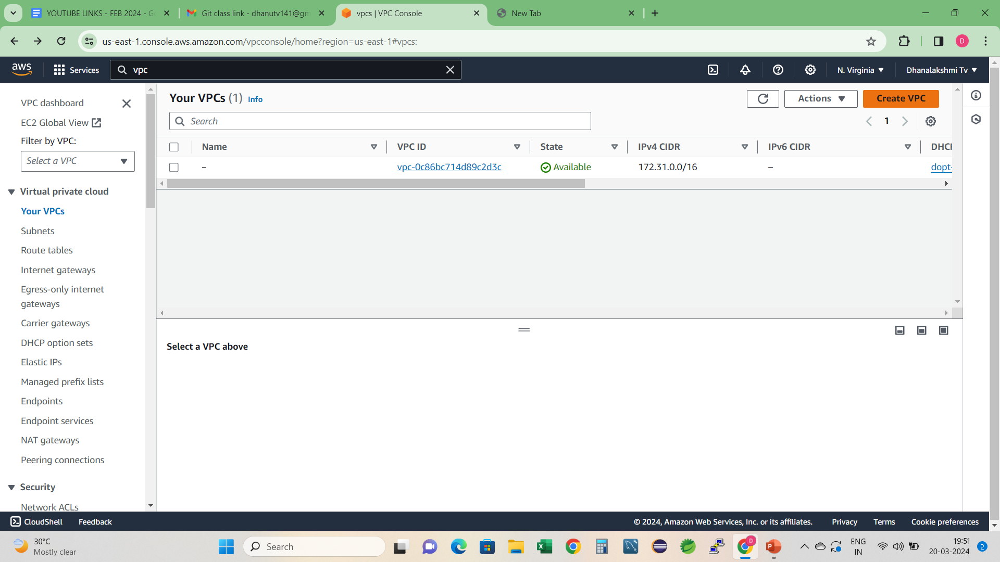 YOUTUBE LINKS - FEB 2024 - G
Git class link - dhanutv141@gm
vpcs | VPC Console
New Tab
us-east-1.console.aws.amazon.com/vpcconsole/home?region=us-east-1#vpcs:
D
aws
Services
vpc
N. Virginia
Dhanalakshmi Tv
VPC dashboard
EC2 Global View
Filter by VPC:
Select a VPC
Virtual private cloud
Your VPCs
Subnets
Route tables
Internet gateways
Egress-only internet
gateways
Carrier gateways
DHCP option sets
Elastic IPs
Managed prefix lists
Endpoints
Endpoint services
NAT gateways
Peering connections
Security
Network ACLs
Your VPCs (1) Info
Actions
Create VPC
Search
1
Name
VPC ID
State
IPv4 CIDR
IPv6 CIDR
DHCP
–
vpc-0c86bc714d89c2d3c
Available
172.31.0.0/16
–
dopt-
Select a VPC above
CloudShell
Feedback
© 2024, Amazon Web Services, Inc. or its affiliates.
Privacy
Terms
Cookie preferences
30°C
Mostly clear
Search
D
ENG
IN
19:51
20-03-2024
2